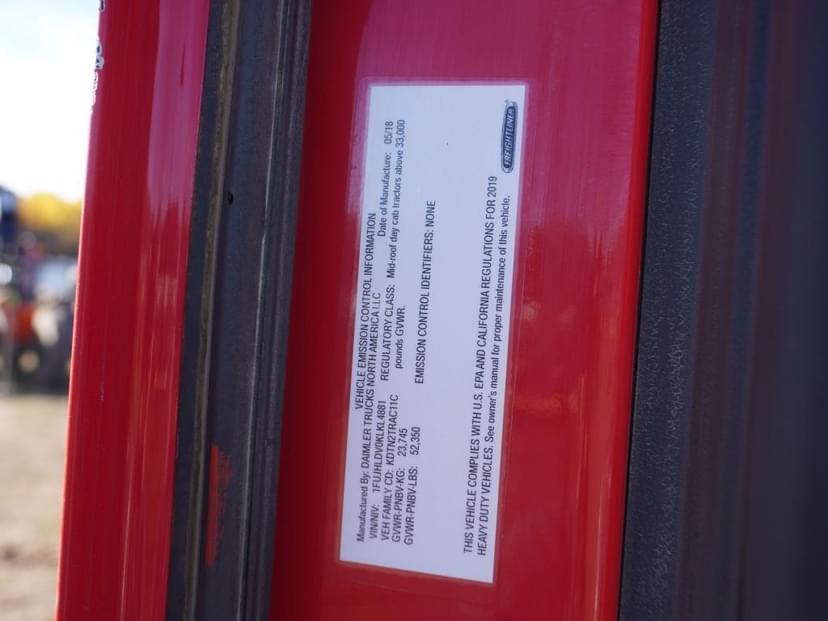 VEHICLE EMISSION CONTROL INFORMATION
Manufactured By: DAIMLER TRUCKS NORTH AMERICA LLC Date of Manufacture: 05/18
VIN/NIV: 1FUJHLDV0KLKL4881 REGULATORY CLASS: Mid-roof day cab tractors above 33,000
VEH FAMILY CD: KDTN2TRAC11C pounds GVWR.
GVWR-PNBV-KG: 23,745
GVWR-PNBV-LBS: 52,350 EMISSION CONTROL IDENTIFIERS: NONE
THIS VEHICLE COMPLIES WITH U.S. EPA AND CALIFORNIA REGULATIONS FOR 2019
HEAVY DUTY VEHICLES. See owner's manual for proper maintenance of this vehicle.
FREIGHTLINER